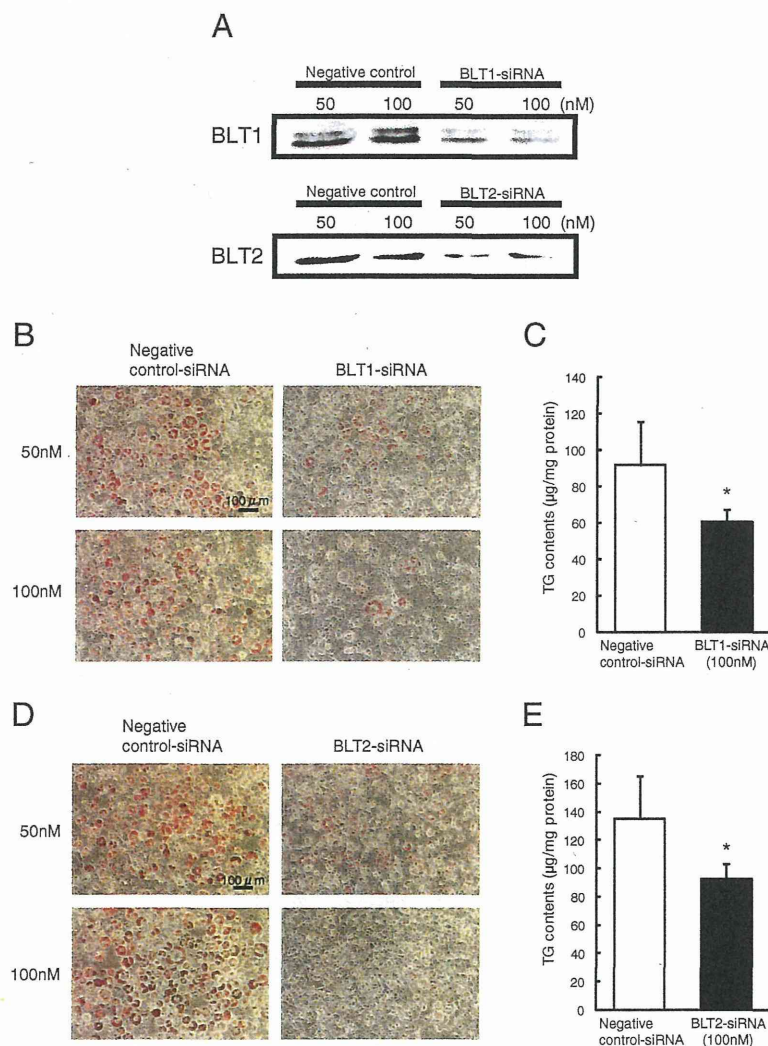 A
Negative control BLT1-siRNA
50 100 50 100 (nM)
BLT1
Negative control BLT2-siRNA
50 100 50 100 (nM)
BLT2
B
Negative
control-siRNA
BLT1-siRNA
50nM
100μm
100nM
C
TG contents (μg/mg protein)
140
120
100
80
60
40
20
0
*
Negative
control-siRNA
BLT1-siRNA
(100nM)
D
Negative
control-siRNA
BLT2-siRNA
50nM
100μm
100nM
E
TG contents (μg/mg protein)
180
160
140
120
100
80
60
40
20
0
*
Negative
control-siRNA
BLT2-siRNA
(100nM)